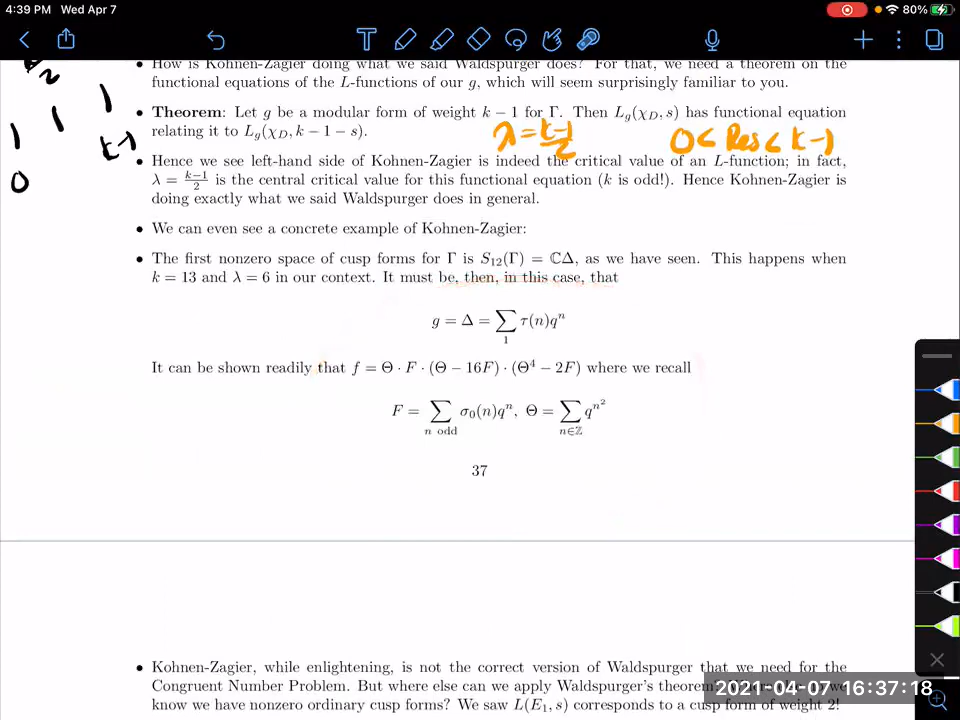 4:39 PM Wed Apr 7
80%
• How is Kohnen-Zagier doing what we said Waldspurger does? For that, we need a theorem on the
functional equations of the L-functions of our g, which will seem surprisingly familiar to you.
1 1 1
• Theorem: Let g be a modular form of weight k − 1 for Γ. Then L_g(χ_D, s) has functional equation
relating it to L_g(χ_D, k − 1 − s).
λ = (k-1)/2
0 < Re s < k-1
k-1
0
• Hence we see left-hand side of Kohnen-Zagier is indeed the critical value of an L-function; in fact,
λ = (k−1)/2 is the central critical value for this functional equation (k is odd!). Hence Kohnen-Zagier is
doing exactly what we said Waldspurger does in general.
• We can even see a concrete example of Kohnen-Zagier:
• The first nonzero space of cusp forms for Γ is S₁₂(Γ) = ℂΔ, as we have seen. This happens when
k = 13 and λ = 6 in our context. It must be, then, in this case, that
g = Δ = ∑_1 τ(n)q^n
It can be shown readily that f = Θ · F · (Θ − 16F) · (Θ⁴ − 2F) where we recall
F = ∑_{n odd} σ₀(n)q^n, Θ = ∑_{n∈ℤ} q^{n²}
37
• Kohnen-Zagier, while enlightening, is not the correct version of Waldspurger that we need for the
Congruent Number Problem. But where else can we apply Waldspurger's theorem?
know we have nonzero ordinary cusp forms? We saw L(E₁, s) corresponds to a cusp form of weight 2!
2021-04-07 16:37:18